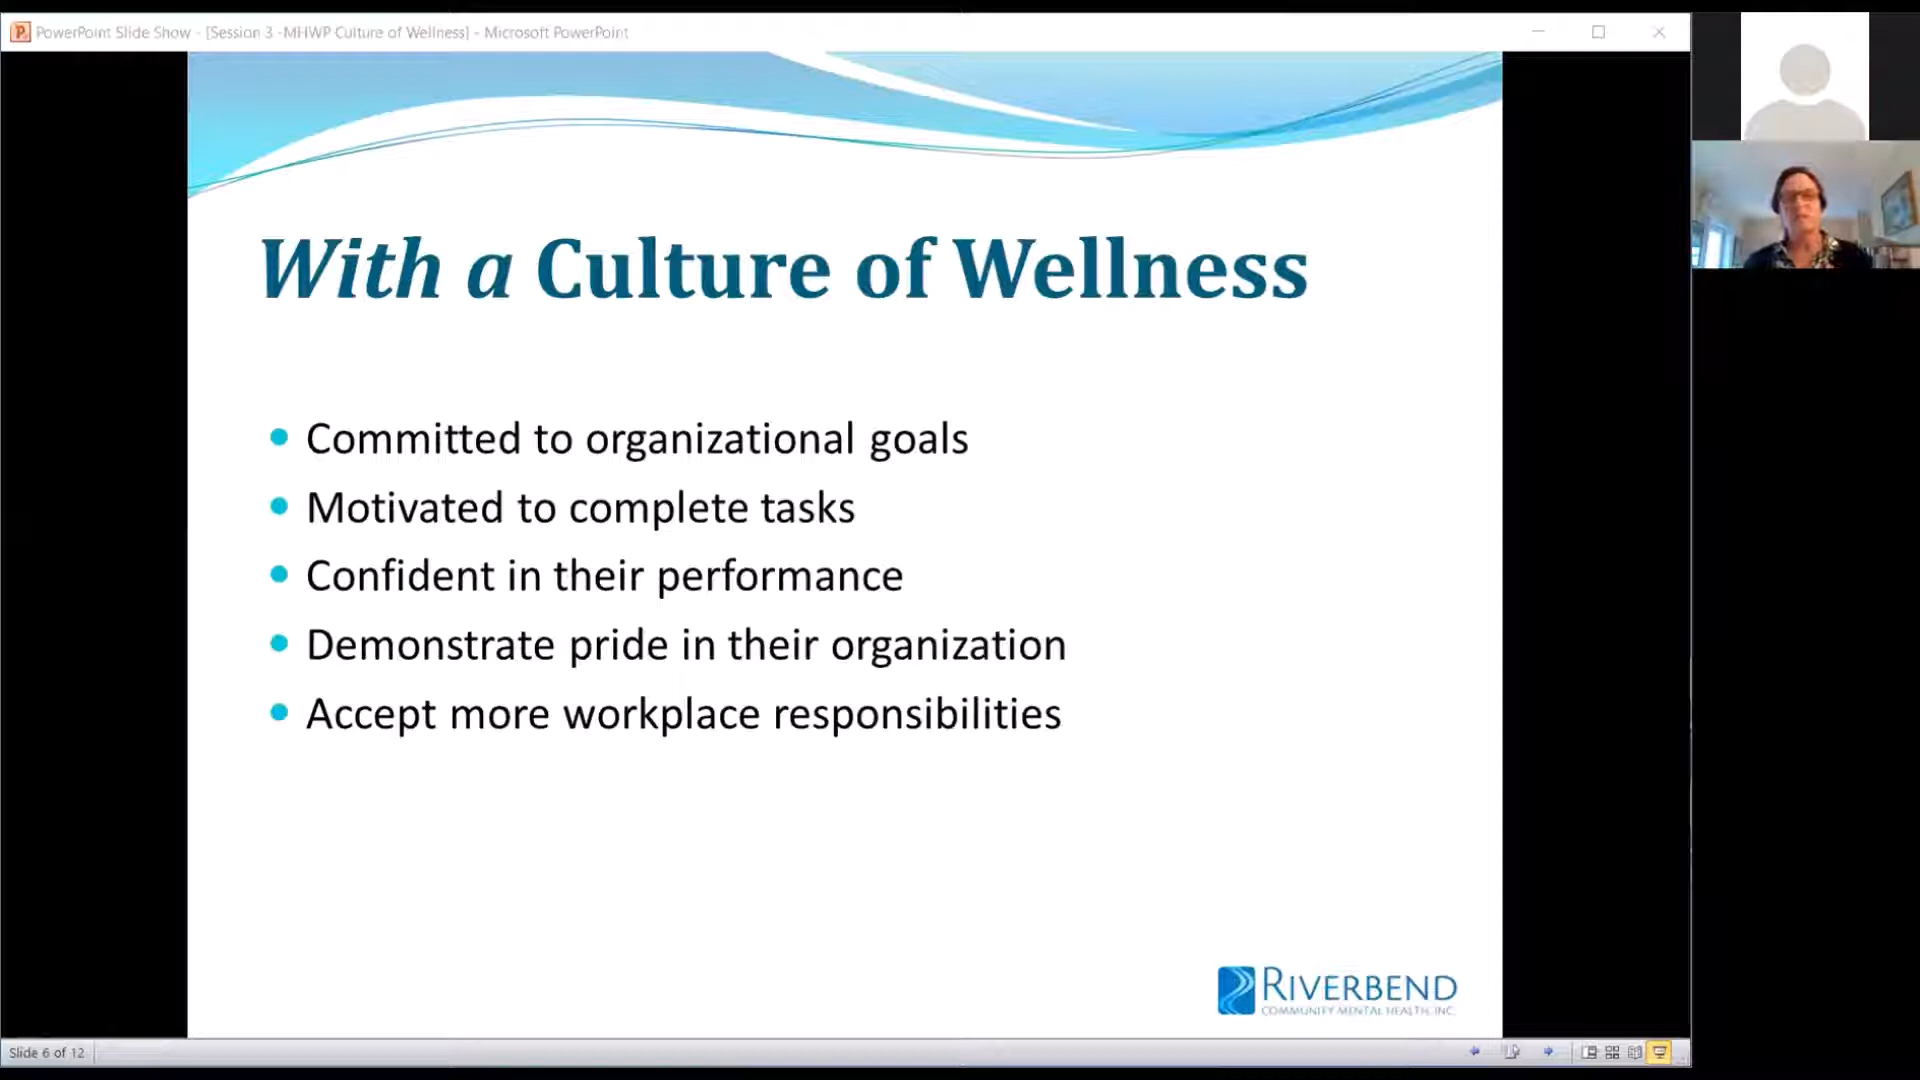 PowerPoint Slide Show - [Session 3 -MHWP Culture of Wellness] - Microsoft PowerPoint
With a Culture of Wellness
Committed to organizational goals
Motivated to complete tasks
Confident in their performance
Demonstrate pride in their organization
Accept more workplace responsibilities
RIVERBEND
COMMUNITY MENTAL HEALTH, INC.
Slide 6 of 12